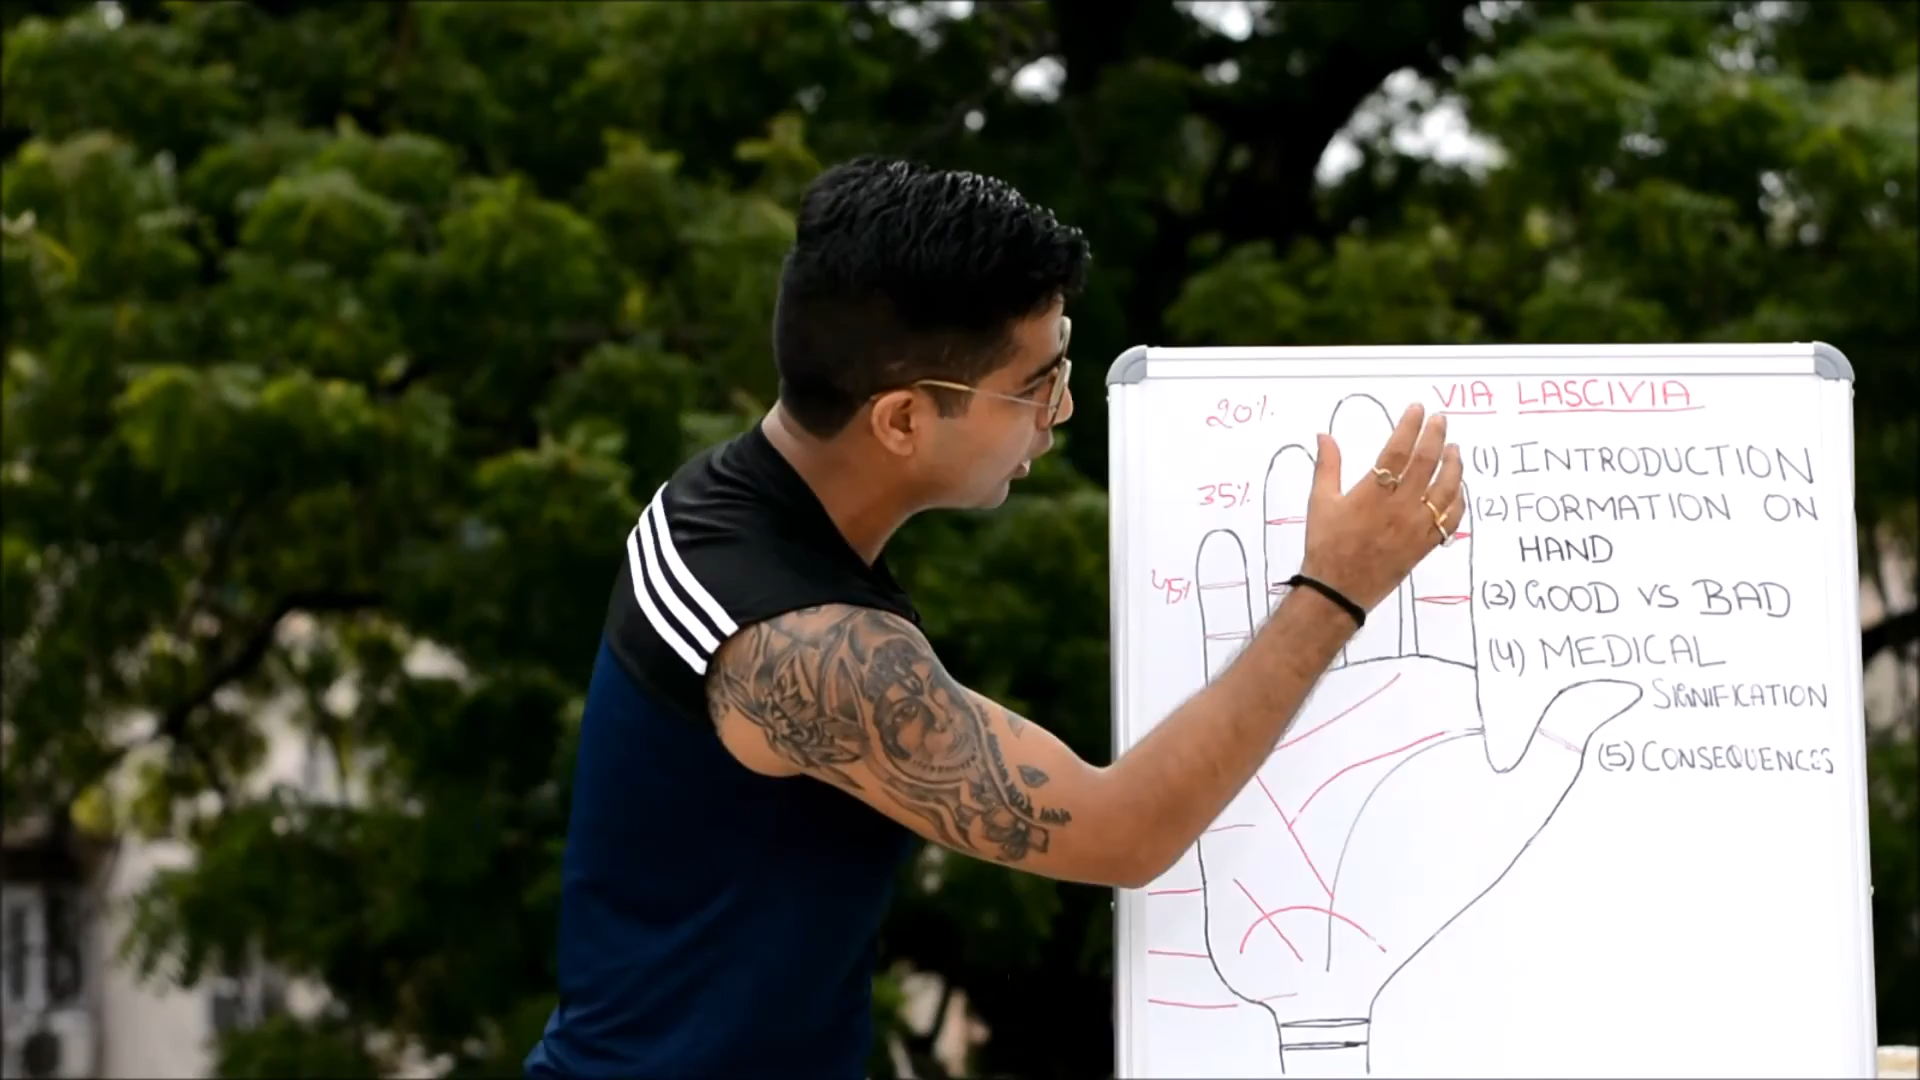 VIA LASCIVIA
20%
35%
45%
(1) INTRODUCTION
(2) FORMATION ON
HAND
(3) GOOD VS BAD
(4) MEDICAL
SIGNIFICATION
(5) CONSEQUENCES